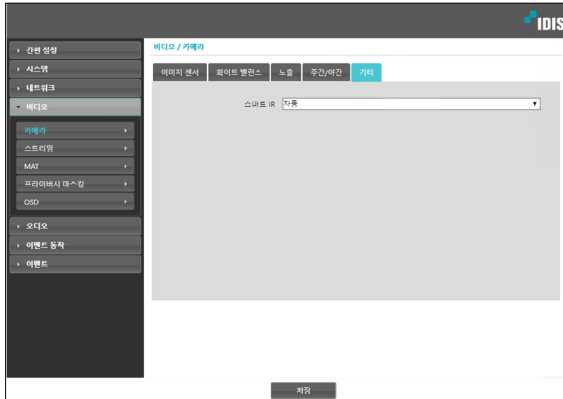 IDIS
간편 설정
시스템
네트워크
비디오
카메라
스트리밍
MAT
프라이버시 마스킹
OSD
오디오
이벤트 동작
이벤트
비디오 / 카메라
이미지 센서 화이트 밸런스 노출 주간/야간 기타
스마트 IR 자동
저장